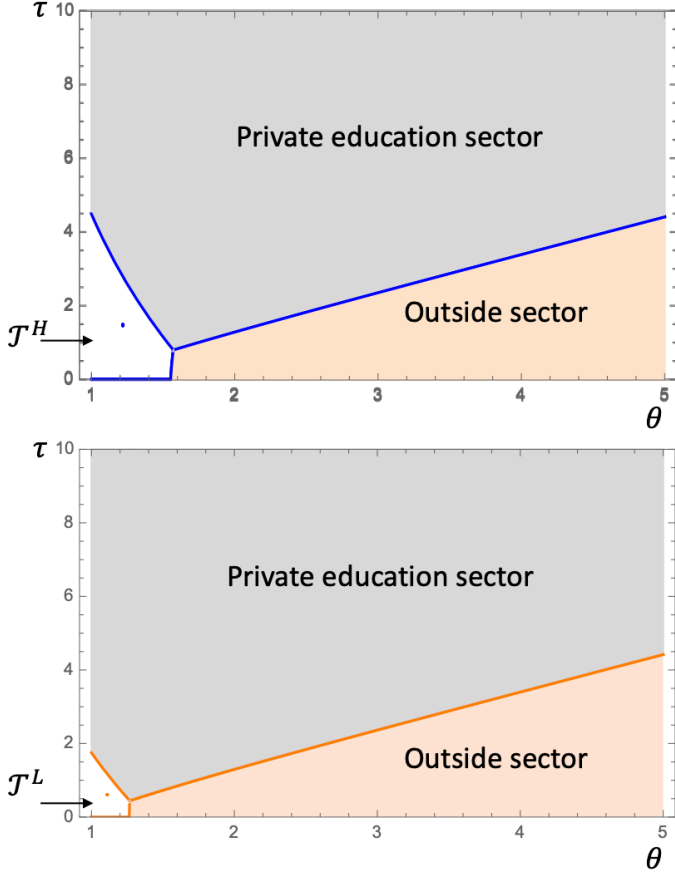 τ 10
8
Private education sector
6
4
2
Outside sector
𝒯^H
0
1 2 3 4 5
θ
τ 10
8
Private education sector
6
4
2
Outside sector
𝒯^L
0
1 2 3 4 5
θ